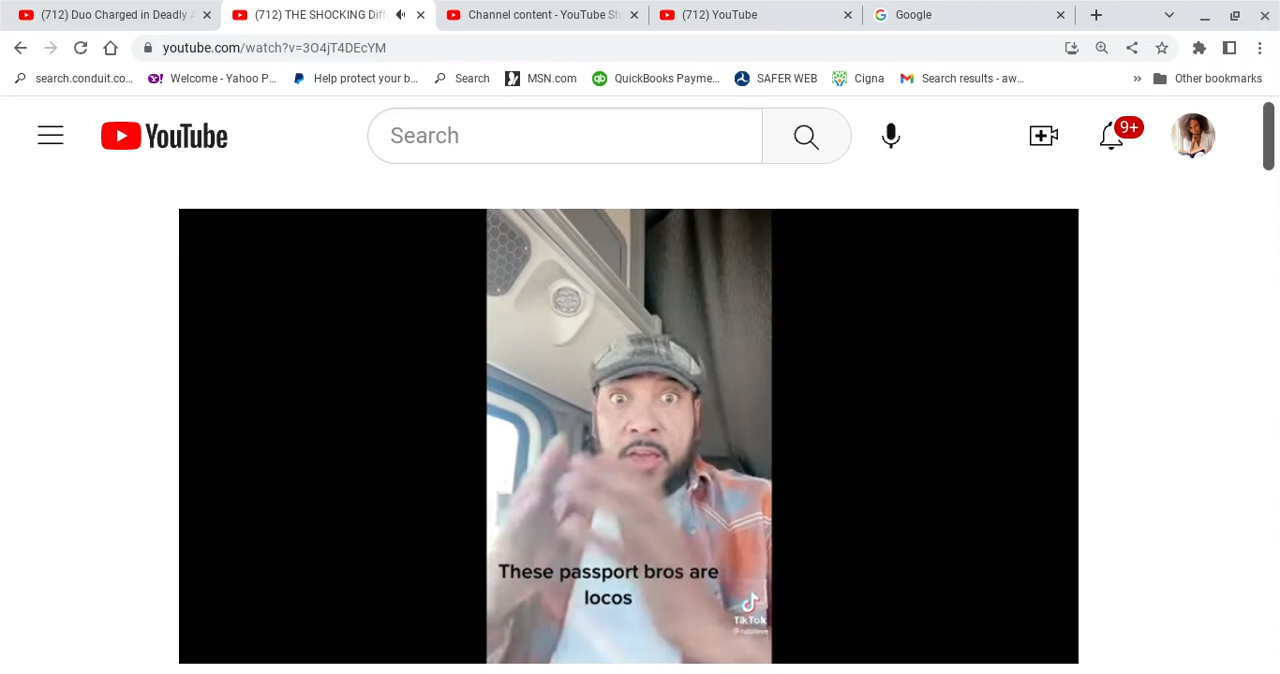 (712) Duo Charged in Deadly
(712) THE SHOCKING Diff
Channel content - YouTube St
(712) YouTube
Google
youtube.com/watch?v=3O4jT4DEcYM
search.conduit.co...
Welcome - Yahoo P...
Help protect your b...
Search
MSN.com
QuickBooks Payme...
SAFER WEB
Cigna
Search results - aw...
»
Other bookmarks
YouTube
Search
9+
These passport bros are
locos
TikTok